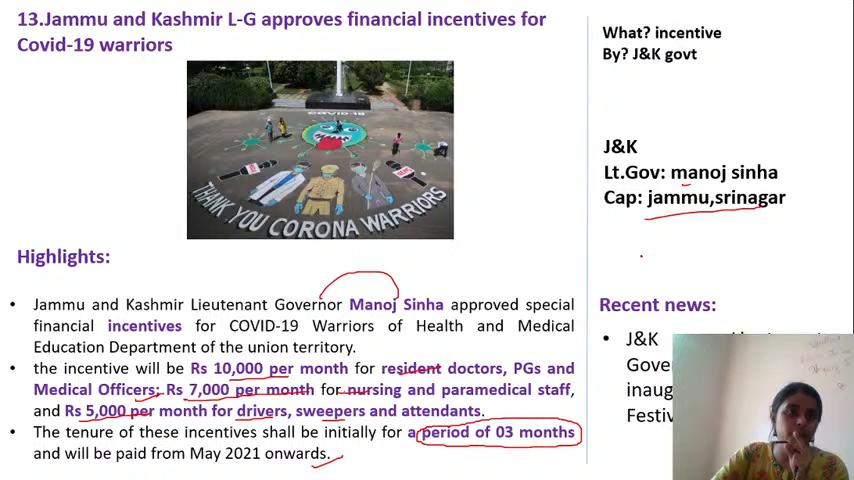 13.Jammu and Kashmir L-G approves financial incentives for
Covid-19 warriors
COVID-19
THANK YOU CORONA WARRIORS
Highlights:
• Jammu and Kashmir Lieutenant Governor Manoj Sinha approved special
financial incentives for COVID-19 Warriors of Health and Medical
Education Department of the union territory.
• the incentive will be Rs 10,000 per month for resident doctors, PGs and
Medical Officers; Rs 7,000 per month for nursing and paramedical staff,
and Rs 5,000 per month for drivers, sweepers and attendants.
• The tenure of these incentives shall be initially for a period of 03 months
and will be paid from May 2021 onwards.
What? incentive
By? J&K govt
J&K
Lt.Gov: manoj sinha
Cap: jammu,srinagar
Recent news:
• J&K
Gove
inaug
Festi